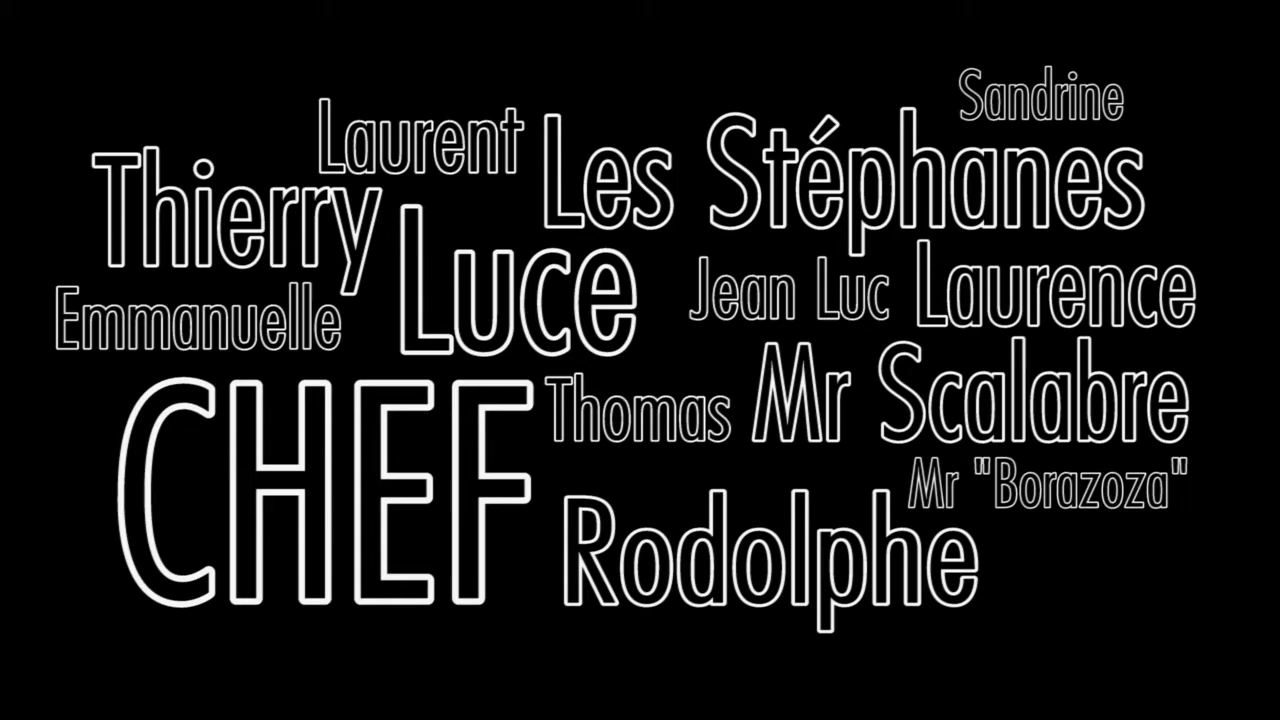 Sandrine
Laurent
Les Stéphanes
Thierry
Luce
Jean Luc
Laurence
Emmanuelle
CHEF
Thomas
Mr Scalabre
Mr "Borazoza"
Rodolphe